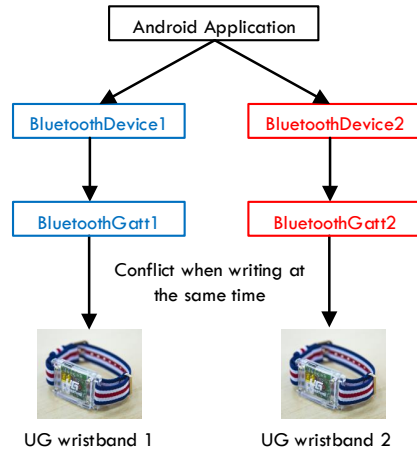 Android Application
BluetoothDevice1
BluetoothDevice2
BluetoothGatt1
BluetoothGatt2
Conflict when writing at
the same time
UG wristband 1
UG wristband 2